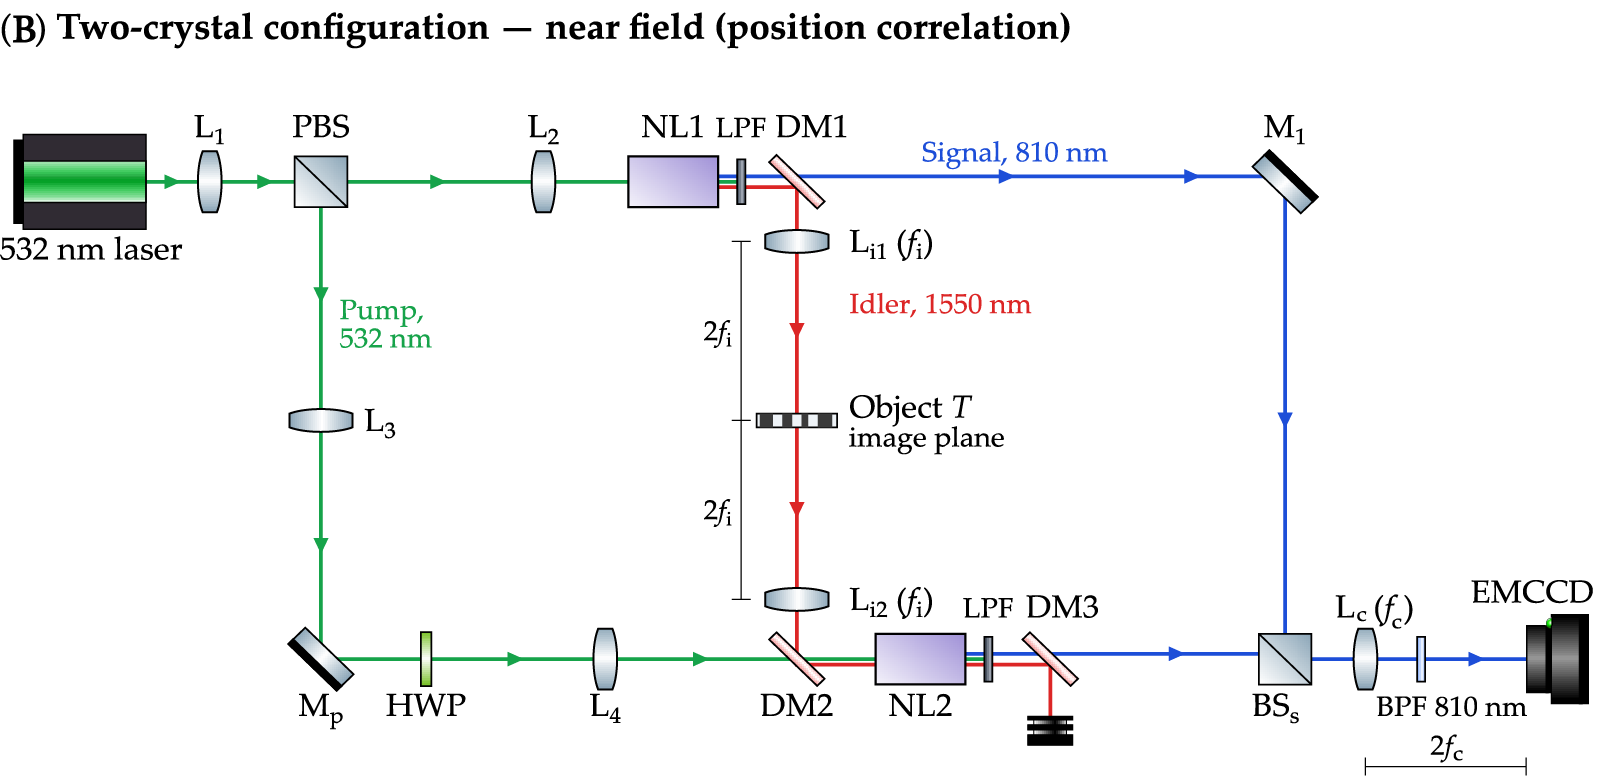 (B) Two-crystal configuration — near field (position correlation)
L1
PBS
L2
NL1
LPF
DM1
Signal, 810 nm
M1
532 nm laser
Li1 (fi)
Idler, 1550 nm
Pump,
532 nm
2fi
L3
Object T
image plane
2fi
Li2 (fi)
LPF
DM3
Lc (fc)
EMCCD
Mp
HWP
L4
DM2
NL2
BSs
BPF 810 nm
2fc